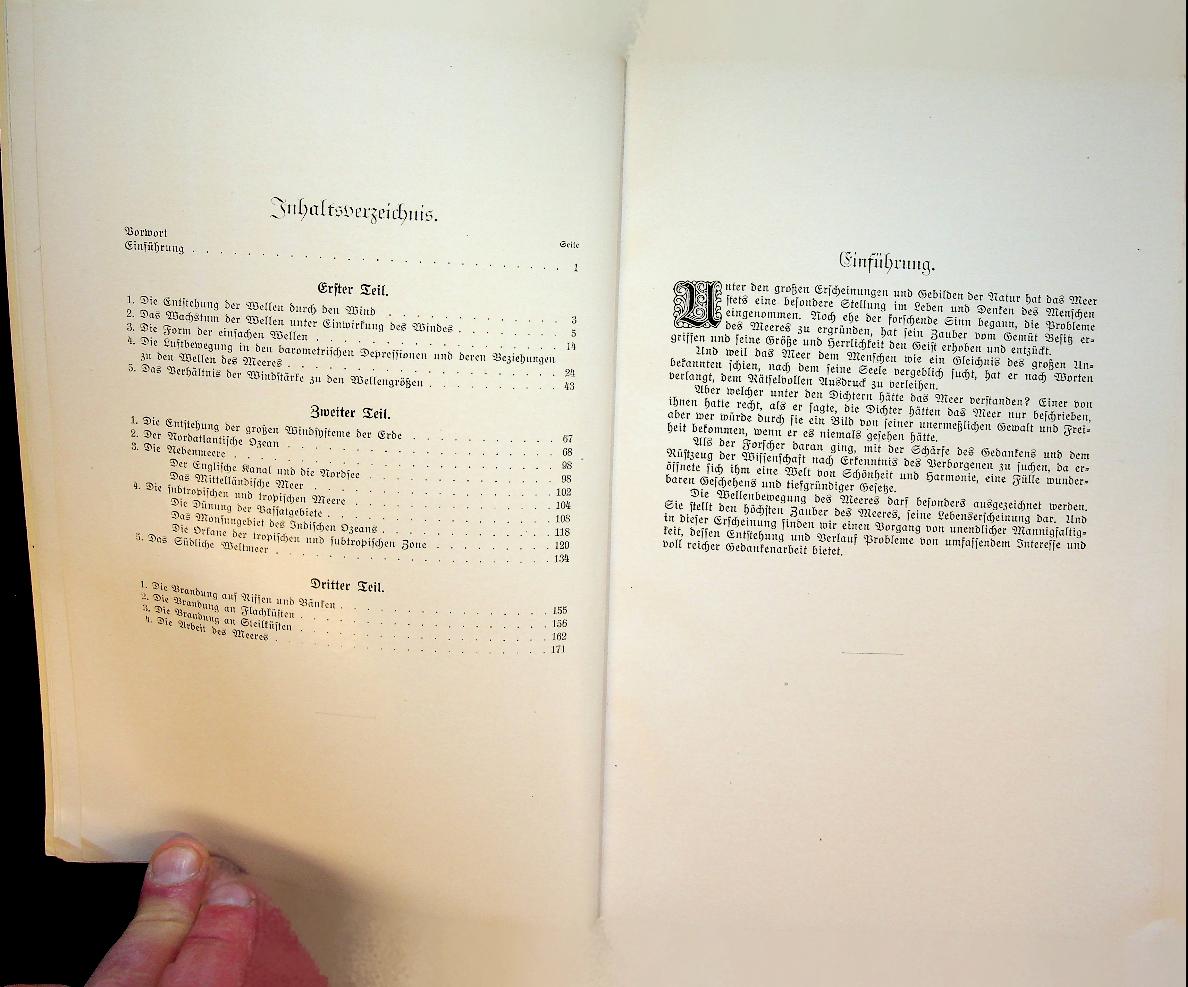 Inhaltsverzeichnis.
Seite
Vorwort
Einführung . . . . . . . . . . . . . . . . . . . . . . . . . . 1
Erster Teil.
1. Die Entstehung der Wellen durch den Wind . . . . . . . . . . 3
2. Das Wachstum der Wellen unter Einwirkung des Windes . . . . . . 5
3. Die Form der einfachen Wellen . . . . . . . . . . . . . . 14
4. Die Luftbewegung in den barometrischen Depressionen und deren Beziehungen
zu den Wellen des Meeres . . . . . . . . . . . . . . . . 24
5. Das Verhältnis der Windstärke zu den Wellengrößen . . . . . . . . 43
Zweiter Teil.
1. Die Entstehung der großen Windsysteme der Erde . . . . . . . . 67
2. Der Nordatlantische Ozean . . . . . . . . . . . . . . . . 68
3. Die Nebenmeere . . . . . . . . . . . . . . . . . . . . 98
Der Englische Kanal und die Nordsee . . . . . . . . . . . . 98
Das Mittelländische Meer . . . . . . . . . . . . . . . . 102
4. Die subtropischen und tropischen Meere . . . . . . . . . . . . 104
Die Dünung der Passatgebiete . . . . . . . . . . . . . . 108
Das Monsungebiet des Indischen Ozeans . . . . . . . . . . . 118
Die Orkane der tropischen und subtropischen Zone . . . . . . . 120
5. Das Südliche Weltmeer . . . . . . . . . . . . . . . . . 134
Dritter Teil.
1. Die Brandung auf Riffen und Bänken . . . . . . . . . . . . 155
2. Die Brandung an Flachküsten . . . . . . . . . . . . . . . 156
3. Die Brandung an Steilküsten . . . . . . . . . . . . . . . 162
4. Die Arbeit des Meeres . . . . . . . . . . . . . . . . . 171
Einführung.
Unter den großen Erscheinungen und Gebilden der Natur hat das Meer
stets eine besondere Stellung im Leben und Denken des Menschen
eingenommen. Noch ehe der forschende Sinn begann, die Probleme
des Meeres zu ergründen, hat sein Zauber vom Gemüt Besitz er-
griffen und seine Größe und Herrlichkeit den Geist erhoben und entzückt.
Und weil das Meer dem Menschen wie ein Gleichnis des großen Un-
bekannten schien, nach dem seine Seele vergeblich sucht, hat er nach Worten
verlangt, dem Rätselvollen Ausdruck zu verleihen.
Aber welcher unter den Dichtern hätte das Meer verstanden? Einer von
ihnen hatte recht, als er sagte, die Dichter hätten das Meer nur beschrieben,
aber wer würde durch sie ein Bild von seiner unermeßlichen Gewalt und Frei-
heit bekommen, wenn er es niemals gesehen hätte.
Als der Forscher daran ging, mit der Schärfe des Gedankens und dem
Rüstzeug der Wissenschaft nach Erkenntnis des Verborgenen zu suchen, da er-
öffnete sich ihm eine Welt von Schönheit und Harmonie, eine Fülle wunder-
baren Geschehens und tiefgründiger Gesetze.
Die Wellenbewegung des Meeres darf besonders ausgezeichnet werden.
Sie stellt den höchsten Zauber des Meeres, seine Lebenserscheinung dar. Und
in dieser Erscheinung finden wir einen Vorgang von unendlicher Mannigfaltig-
keit, dessen Entstehung und Verlauf Probleme von umfassendem Interesse und
voll reicher Gedankenarbeit bietet.